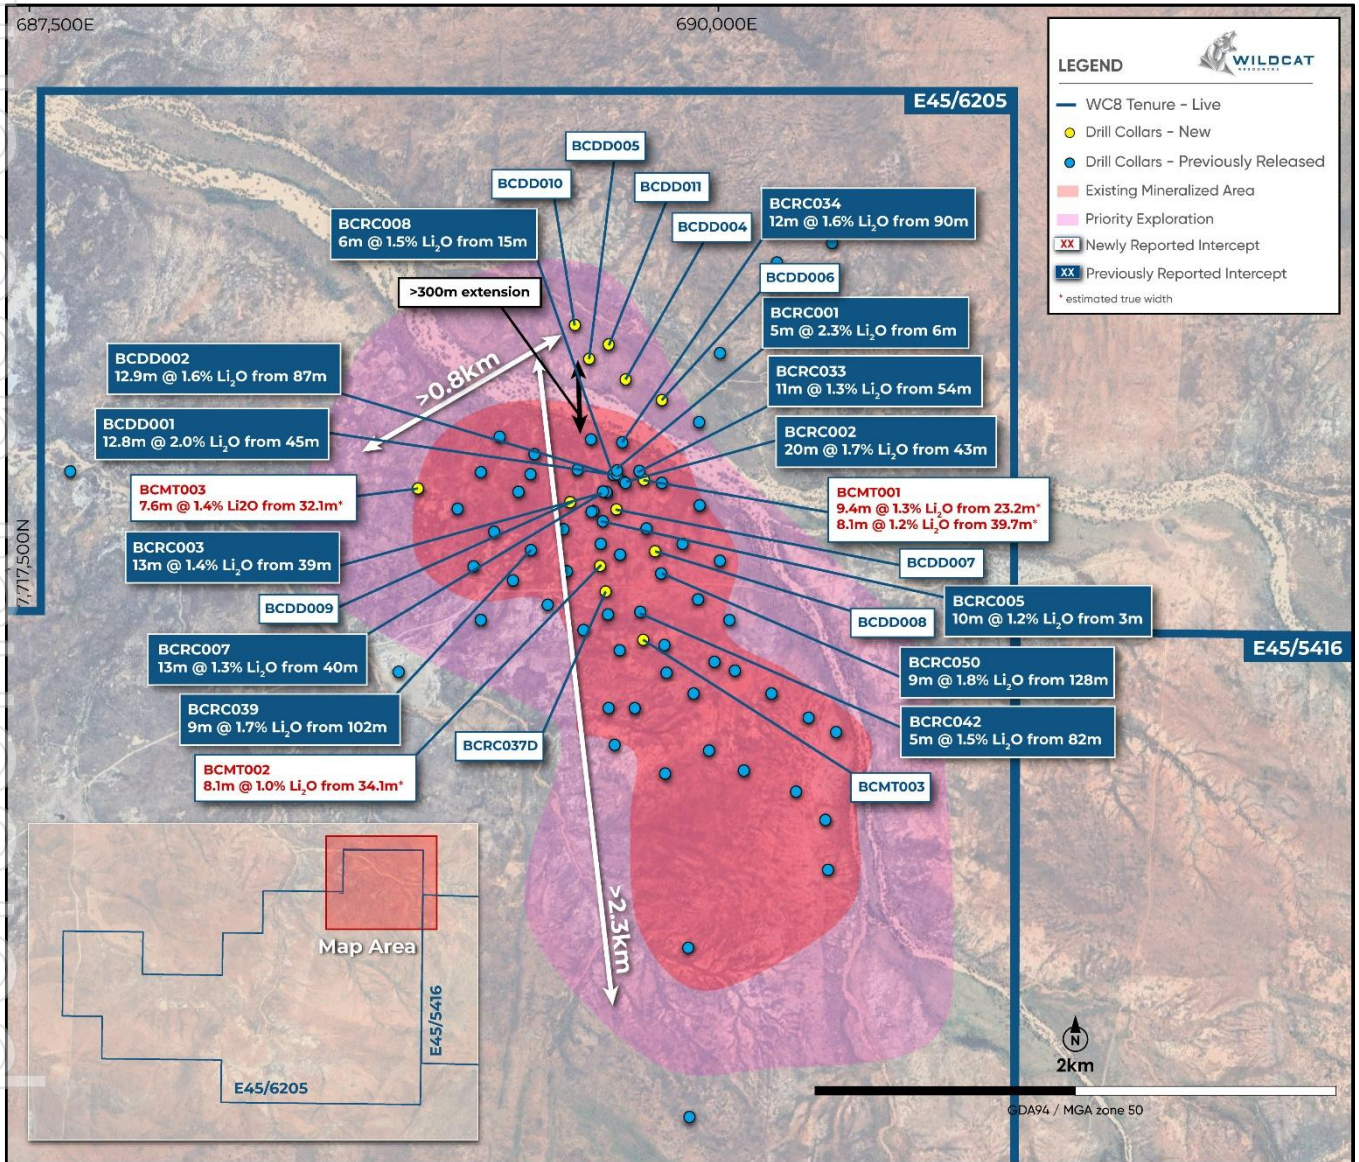 687,500E
690,000E
7,717,500N
LEGEND
WILDCAT
RESOURCES
WC8 Tenure - Live
Drill Collars - New
Drill Collars - Previously Released
Existing Mineralized Area
Priority Exploration
XX Newly Reported Intercept
XX Previously Reported Intercept
* estimated true width
E45/6205
BCDD005
BCDD010
BCDD011
BCDD004
BCRC034
12m @ 1.6% Li₂O from 90m
BCRC008
6m @ 1.5% Li₂O from 15m
BCDD006
>300m extension
BCRC001
5m @ 2.3% Li₂O from 6m
BCDD002
12.9m @ 1.6% Li₂O from 87m
>0.8km
BCRC033
11m @ 1.3% Li₂O from 54m
BCDD001
12.8m @ 2.0% Li₂O from 45m
BCRC002
20m @ 1.7% Li₂O from 43m
BCMT003
7.6m @ 1.4% Li2O from 32.1m*
BCMT001
9.4m @ 1.3% Li₂O from 23.2m*
8.1m @ 1.2% Li₂O from 39.7m*
BCRC003
13m @ 1.4% Li₂O from 39m
BCDD007
BCDD009
BCRC005
10m @ 1.2% Li₂O from 3m
BCDD008
E45/5416
BCRC007
13m @ 1.3% Li₂O from 40m
BCRC050
9m @ 1.8% Li₂O from 128m
BCRC039
9m @ 1.7% Li₂O from 102m
BCRC042
5m @ 1.5% Li₂O from 82m
BCRC037D
BCMT002
8.1m @ 1.0% Li₂O from 34.1m*
BCMT003
>2.3km
Map Area
E45/5416
E45/6205
N
2km
GDA94 / MGA zone 50